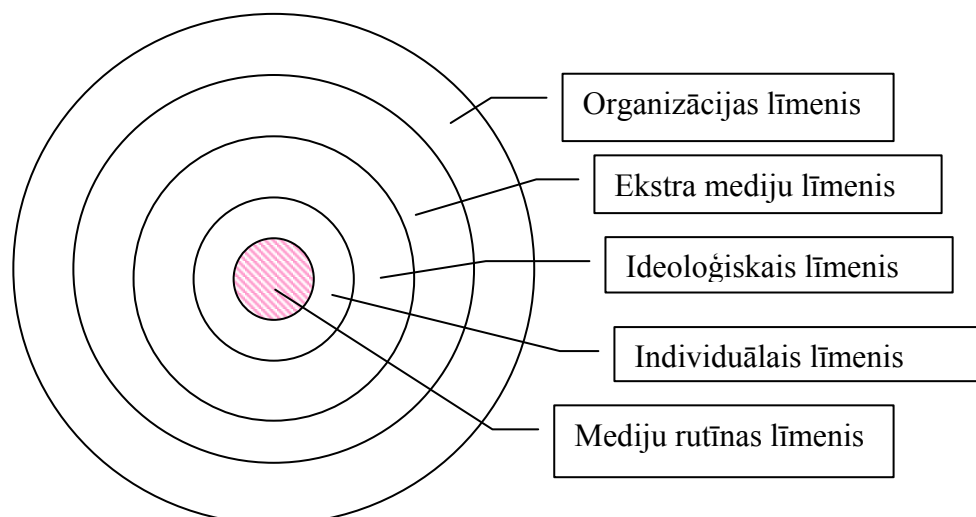 Organizācijas līmenis
Ekstra mediju līmenis
Ideoloģiskais līmenis
Individuālais līmenis
Mediju rutīnas līmenis